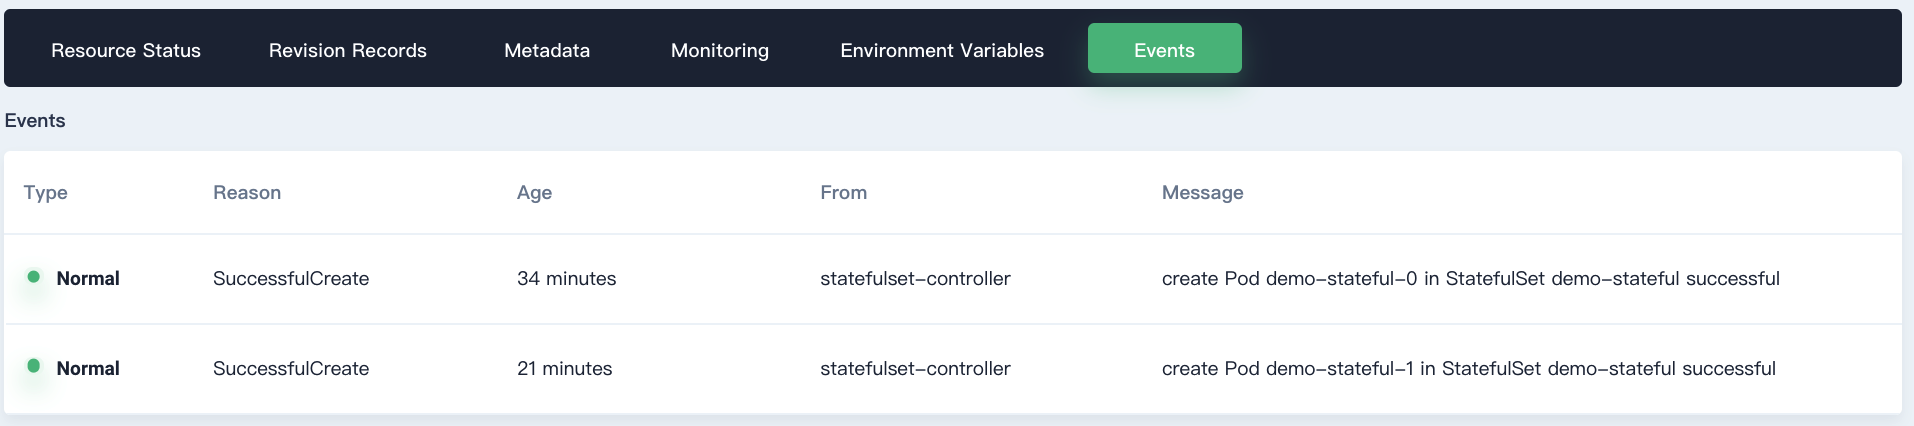 Resource Status Revision Records Metadata Monitoring Environment Variables Events
Events
Type Reason Age From Message
Normal SuccessfulCreate 34 minutes statefulset-controller create Pod demo-stateful-0 in StatefulSet demo-stateful successful
Normal SuccessfulCreate 21 minutes statefulset-controller create Pod demo-stateful-1 in StatefulSet demo-stateful successful